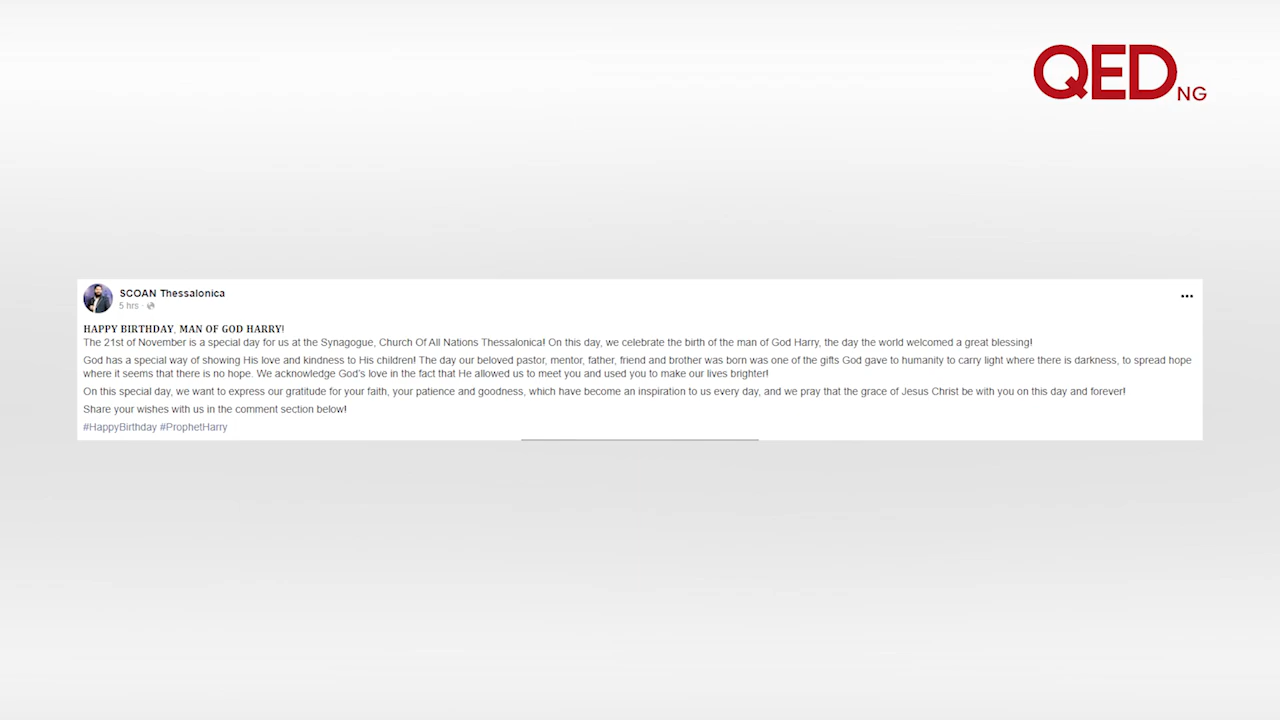 QED NG
SCOAN Thessalonica
5 hrs ·
HAPPY BIRTHDAY, MAN OF GOD HARRY!
The 21st of November is a special day for us at the Synagogue, Church Of All Nations Thessalonica! On this day, we celebrate the birth of the man of God Harry, the day the world welcomed a great blessing!
God has a special way of showing His love and kindness to His children! The day our beloved pastor, mentor, father, friend and brother was born was one of the gifts God gave to humanity to carry light where there is darkness, to spread hope
where it seems that there is no hope. We acknowledge God's love in the fact that He allowed us to meet you and used you to make our lives brighter!
On this special day, we want to express our gratitude for your faith, your patience and goodness, which have become an inspiration to us every day, and we pray that the grace of Jesus Christ be with you on this day and forever!
Share your wishes with us in the comment section below!
#HappyBirthday #ProphetHarry